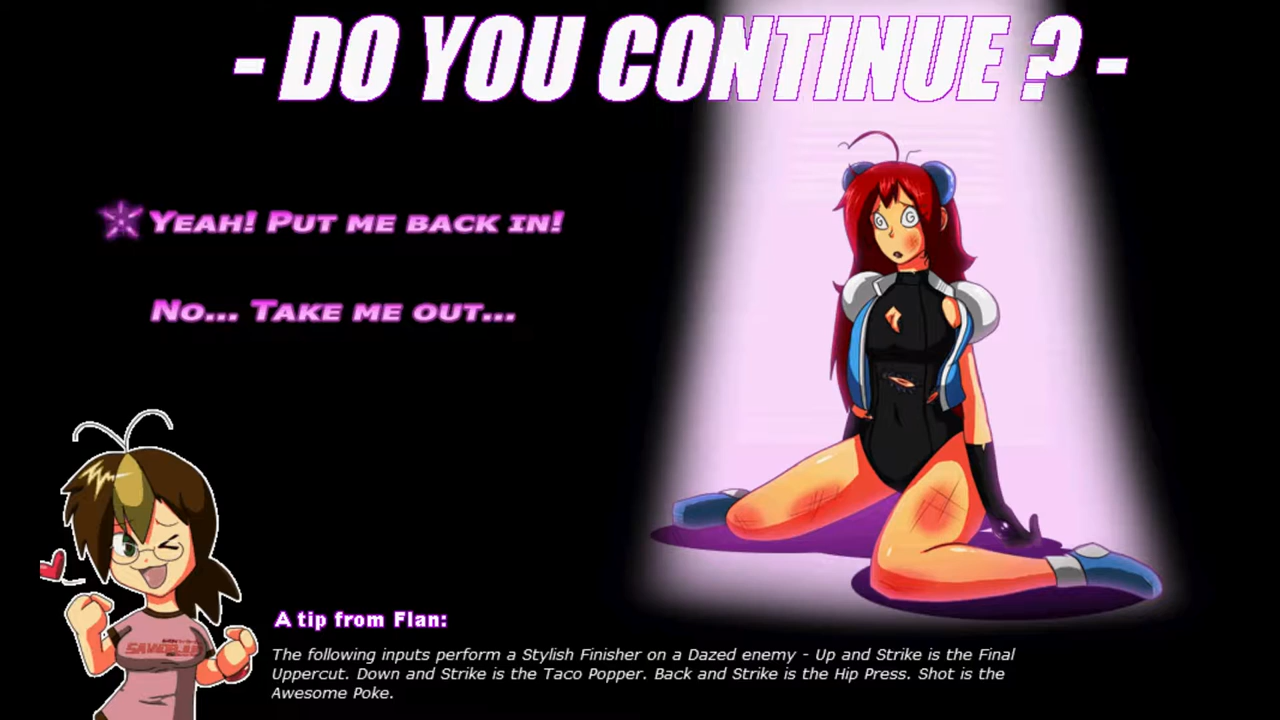 - DO YOU CONTINUE ? -
YEAH! PUT ME BACK IN!
NO... TAKE ME OUT...
A tip from Flan:
The following inputs perform a Stylish Finisher on a Dazed enemy - Up and Strike is the Final
Uppercut. Down and Strike is the Taco Popper. Back and Strike is the Hip Press. Shot is the
Awesome Poke.